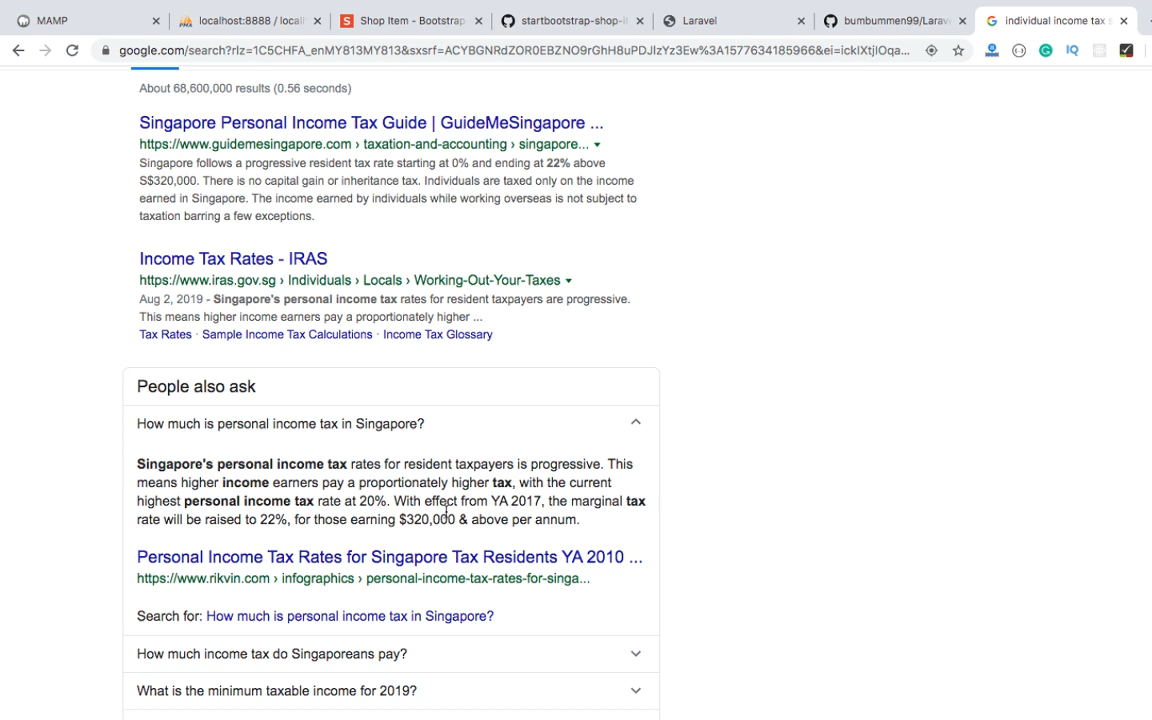 MAMP
localhost:8888 / locall
Shop Item - Bootstrap
startbootstrap-shop-it
Laravel
bumbummen99/Larav
individual income tax s
google.com/search?rlz=1C5CHFA_enMY813MY813&sxsrf=ACYBGNRdZOR0EBZNO9rGhH8uPDJIzYz3Ew%3A1577634185966&ei=ickIXtjIOqa...
About 68,600,000 results (0.56 seconds)
Singapore Personal Income Tax Guide | GuideMeSingapore ...
https://www.guidemesingapore.com › taxation-and-accounting › singapore...
Singapore follows a progressive resident tax rate starting at 0% and ending at 22% above
S$320,000. There is no capital gain or inheritance tax. Individuals are taxed only on the income
earned in Singapore. The income earned by individuals while working overseas is not subject to
taxation barring a few exceptions.
Income Tax Rates - IRAS
https://www.iras.gov.sg › Individuals › Locals › Working-Out-Your-Taxes
Aug 2, 2019 - Singapore's personal income tax rates for resident taxpayers are progressive.
This means higher income earners pay a proportionately higher ...
Tax Rates · Sample Income Tax Calculations · Income Tax Glossary
People also ask
How much is personal income tax in Singapore?
Singapore's personal income tax rates for resident taxpayers is progressive. This
means higher income earners pay a proportionately higher tax, with the current
highest personal income tax rate at 20%. With effect from YA 2017, the marginal tax
rate will be raised to 22%, for those earning $320,000 & above per annum.
Personal Income Tax Rates for Singapore Tax Residents YA 2010 ...
https://www.rikvin.com › infographics › personal-income-tax-rates-for-singa...
Search for: How much is personal income tax in Singapore?
How much income tax do Singaporeans pay?
What is the minimum taxable income for 2019?